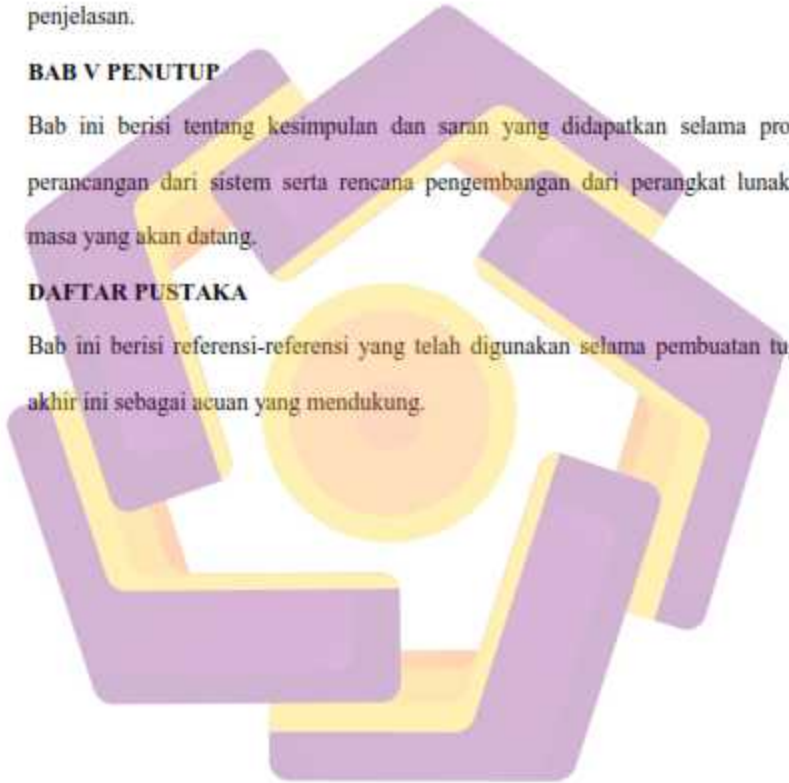 penjelasan.
BAB V PENUTUP
Bab ini berisi tentang kesimpulan dan saran yang didapatkan selama pro
perancangan dari sistem serta rencana pengembangan dari perangkat lunak
masa yang akan datang.
DAFTAR PUSTAKA
Bab ini berisi referensi-referensi yang telah digunakan selama pembuatan tu
akhir ini sebagai acuan yang mendukung.